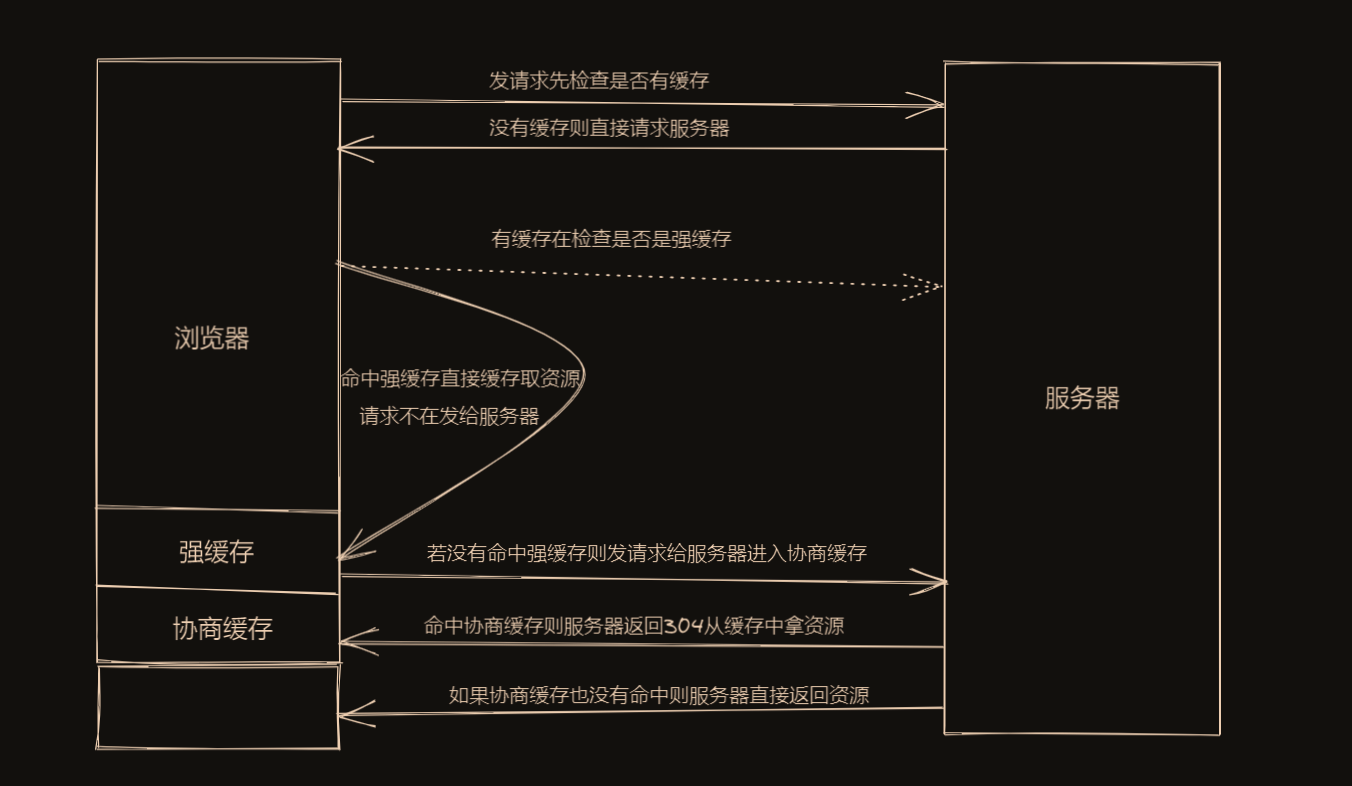 发请求先检查是否有缓存
没有缓存则直接请求服务器
有缓存在检查是否是强缓存
浏览器
命中强缓存直接缓存取资源
请求不在发给服务器
服务器
强缓存
若没有命中强缓存则发请求给服务器进入协商缓存
协商缓存
命中协商缓存则服务器返回304从缓存中拿资源
如果协商缓存也没有命中则服务器直接返回资源